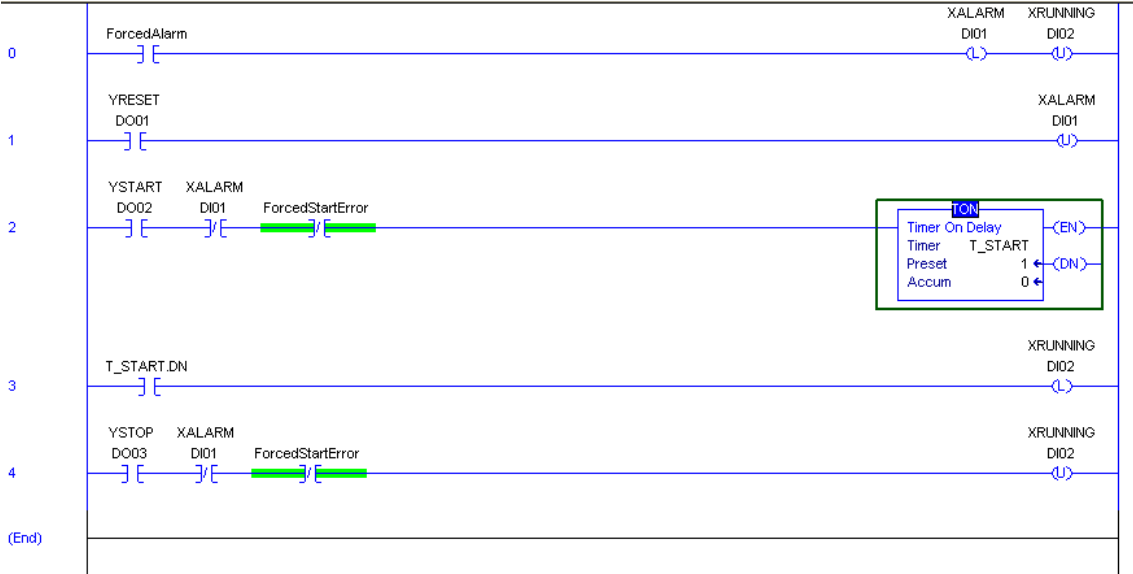 XALARM XRUNNING
ForcedAlarm DI01 DI02
0 L U
YRESET XALARM
DO01 DI01
1 U
YSTART XALARM
DO02 DI01 ForcedStartError TON
2 Timer On Delay EN
Timer T_START
Preset 1 DN
Accum 0
XRUNNING
T_START.DN DI02
3 L
YSTOP XALARM XRUNNING
DO03 DI01 ForcedStartError DI02
4 U
(End)